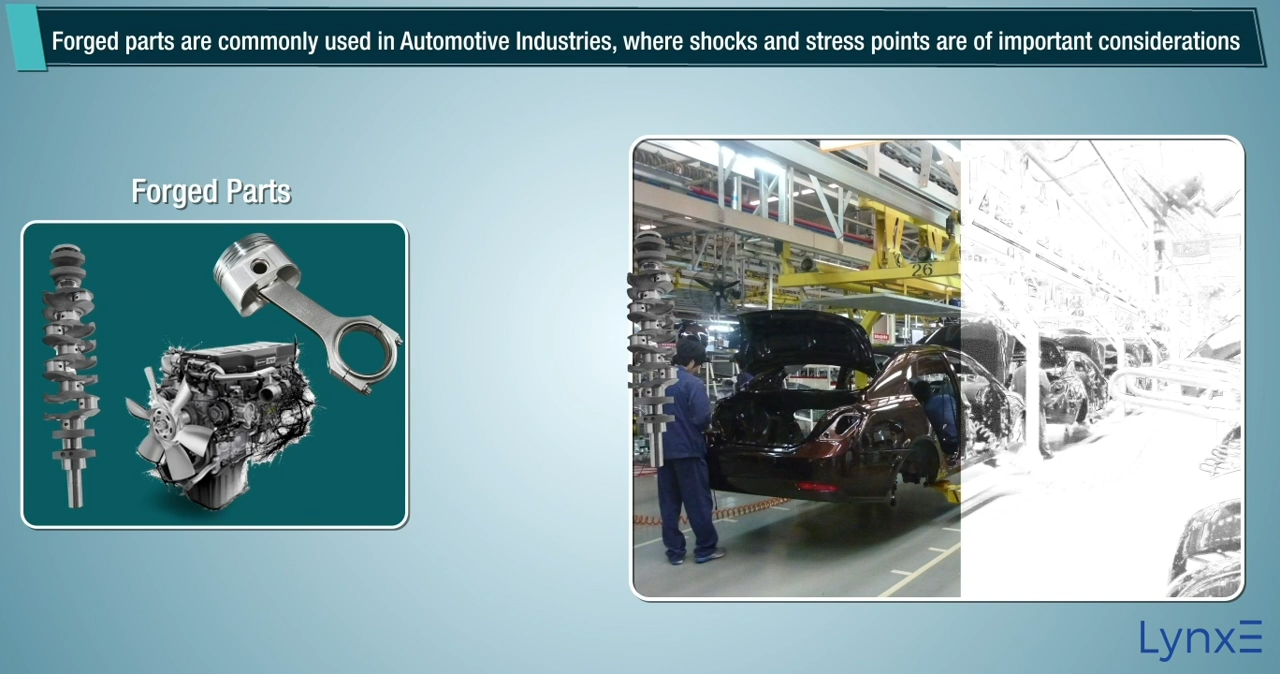 Forged parts are commonly used in Automotive Industries, where shocks and stress points are of important considerations
Forged Parts
26
LynxE